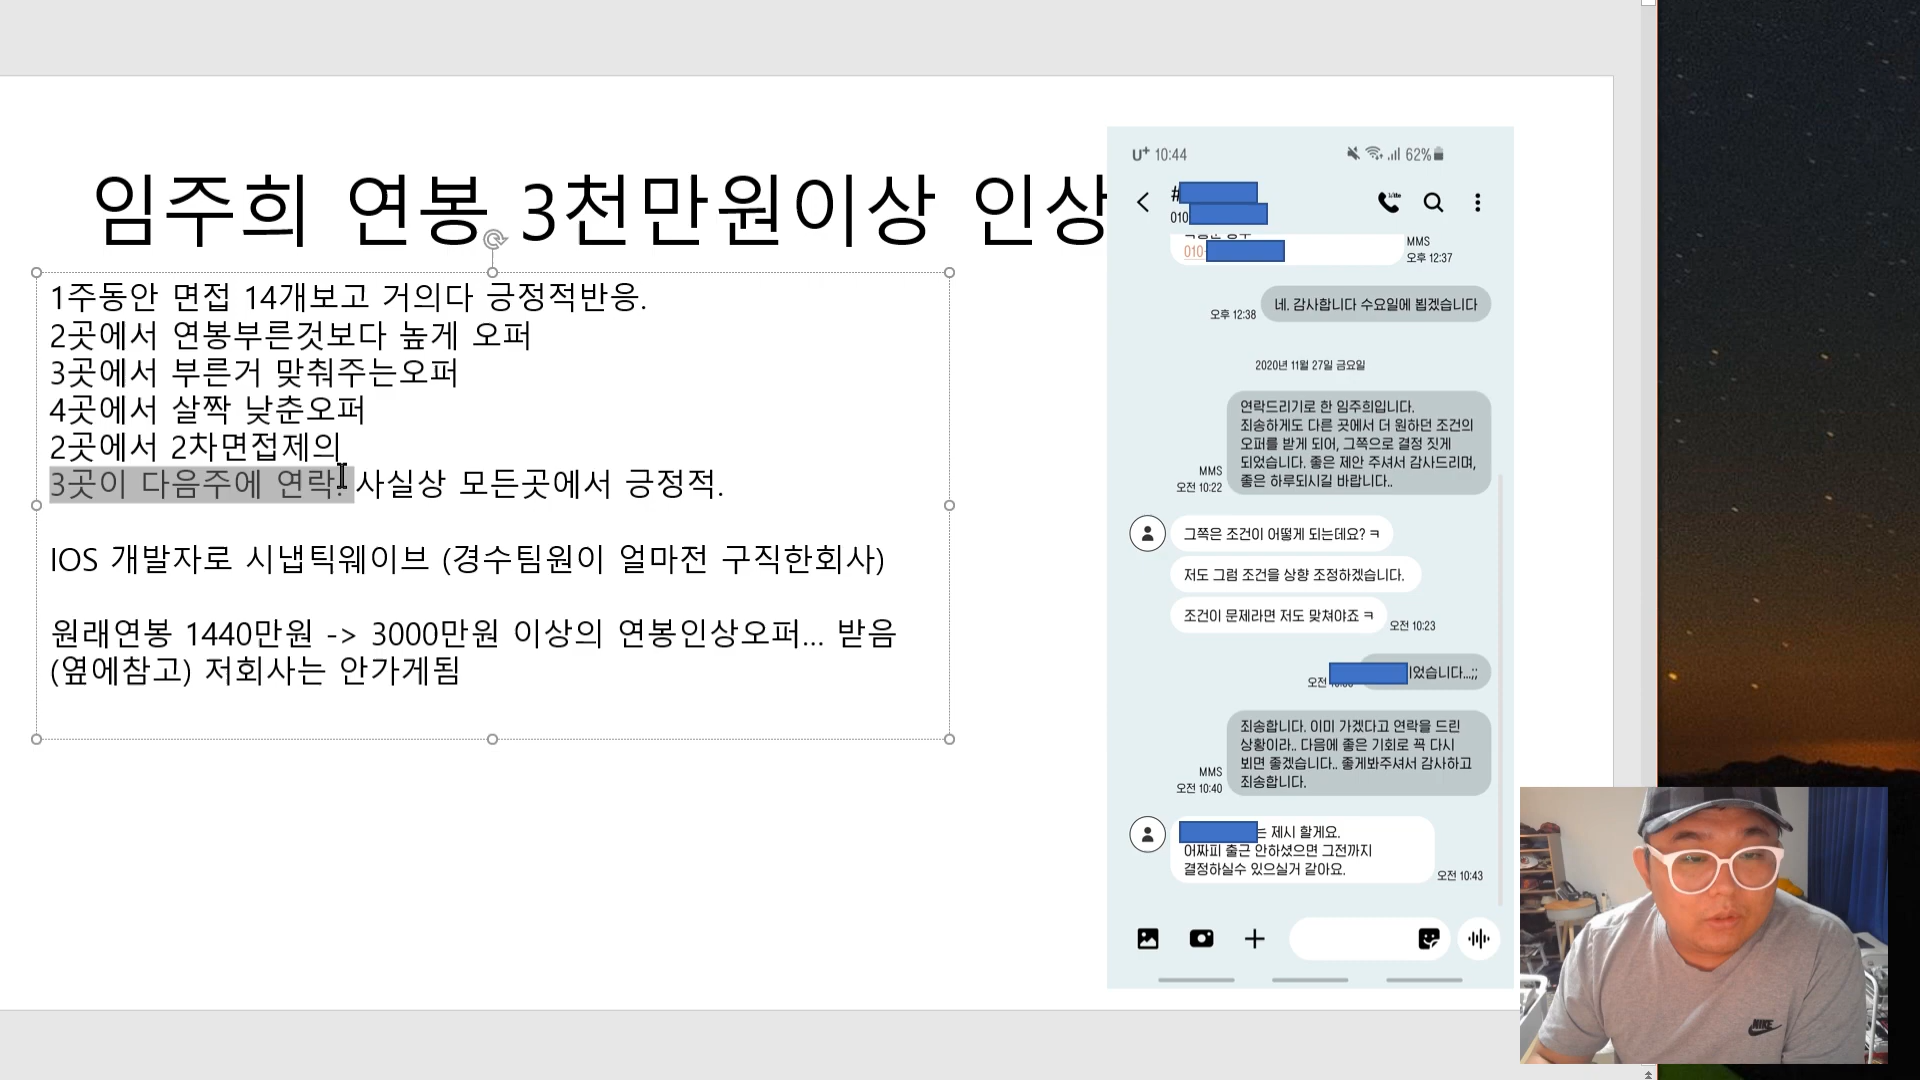 임주희 연봉 3천만원이상 인상
1주동안 면접 14개보고 거의다 긍정적반응.
2곳에서 연봉부른것보다 높게 오퍼
3곳에서 부른거 맞춰주는오퍼
4곳에서 살짝 낮춘오퍼
2곳에서 2차면접제의
3곳이 다음주에 연락. 사실상 모든곳에서 긍정적.
IOS 개발자로 시냅틱웨이브 (경수팀원이 얼마전 구직한회사)
원래연봉 1440만원 -> 3000만원 이상의 연봉인상오퍼... 받음
(옆에참고) 저회사는 안가게됨
U+ 10:44
62%
#
010
010-
MMS
오후 12:37
네. 감사합니다 수요일에 뵙겠습니다
오후 12:38
2020년 11월 27일 금요일
연락드리기로 한 임주희입니다.
죄송하게도 다른 곳에서 더 원하던 조건의
오퍼를 받게 되어, 그쪽으로 결정 짓게
되었습니다. 좋은 제안 주셔서 감사드리며,
좋은 하루되시길 바랍니다..
MMS
오전 10:22
그쪽은 조건이 어떻게 되는데요? ㅋ
저도 그럼 조건을 상향 조정하겠습니다.
조건이 문제라면 저도 맞쳐야죠 ㅋ
오전 10:23
었습니다...;;
오전
죄송합니다. 이미 가겠다고 연락을 드린
상황이라.. 다음에 좋은 기회로 꼭 다시
뵈면 좋겠습니다.. 좋게봐주셔서 감사하고
죄송합니다.
MMS
오전 10:40
는 제시 할게요.
어짜피 출근 안하셨으면 그전까지
결정하실수 있으실거 같아요.
오전 10:43
NIKE